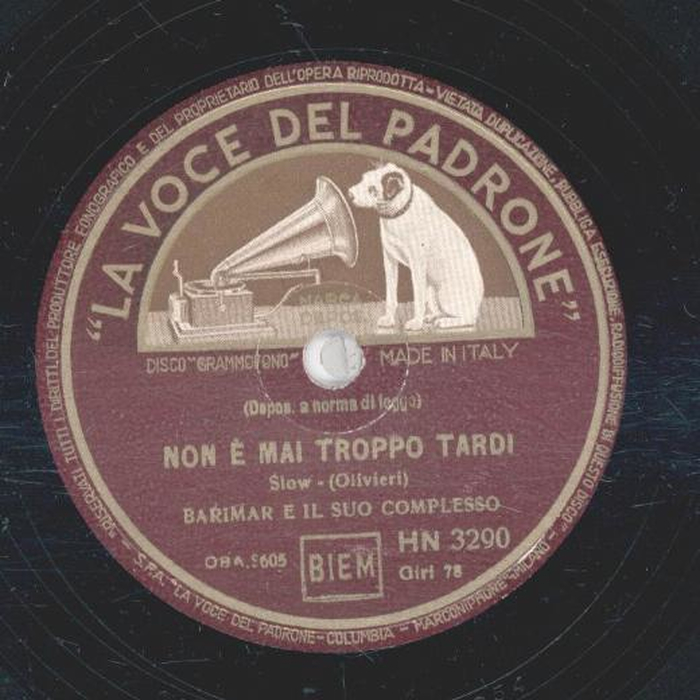 "RISERVATI TUTTI I DIRITTI DEL PRODUTTORE FONOGRAFICO E DEL PROPRIETARIO DELL'OPERA RIPRODOTTA - VIETATA DUPLICAZIONE, PUBBLICA ESECUZIONE RADIODIFFUSIONE DI QUESTO DISCO"
"LA VOCE DEL PADRONE"
MARCA
DEPOS.
DISCO "GRAMMOFONO" MADE IN ITALY
(Depos. a norma di legge)
NON È MAI TROPPO TARDI
Slow - (Olivieri)
BARIMAR E IL SUO COMPLESSO
BIEM
HN 3290
Giri 78
S.P.A. "LA VOCE DEL PADRONE-COLUMBIA - MARCONIPHONE" MILANO -